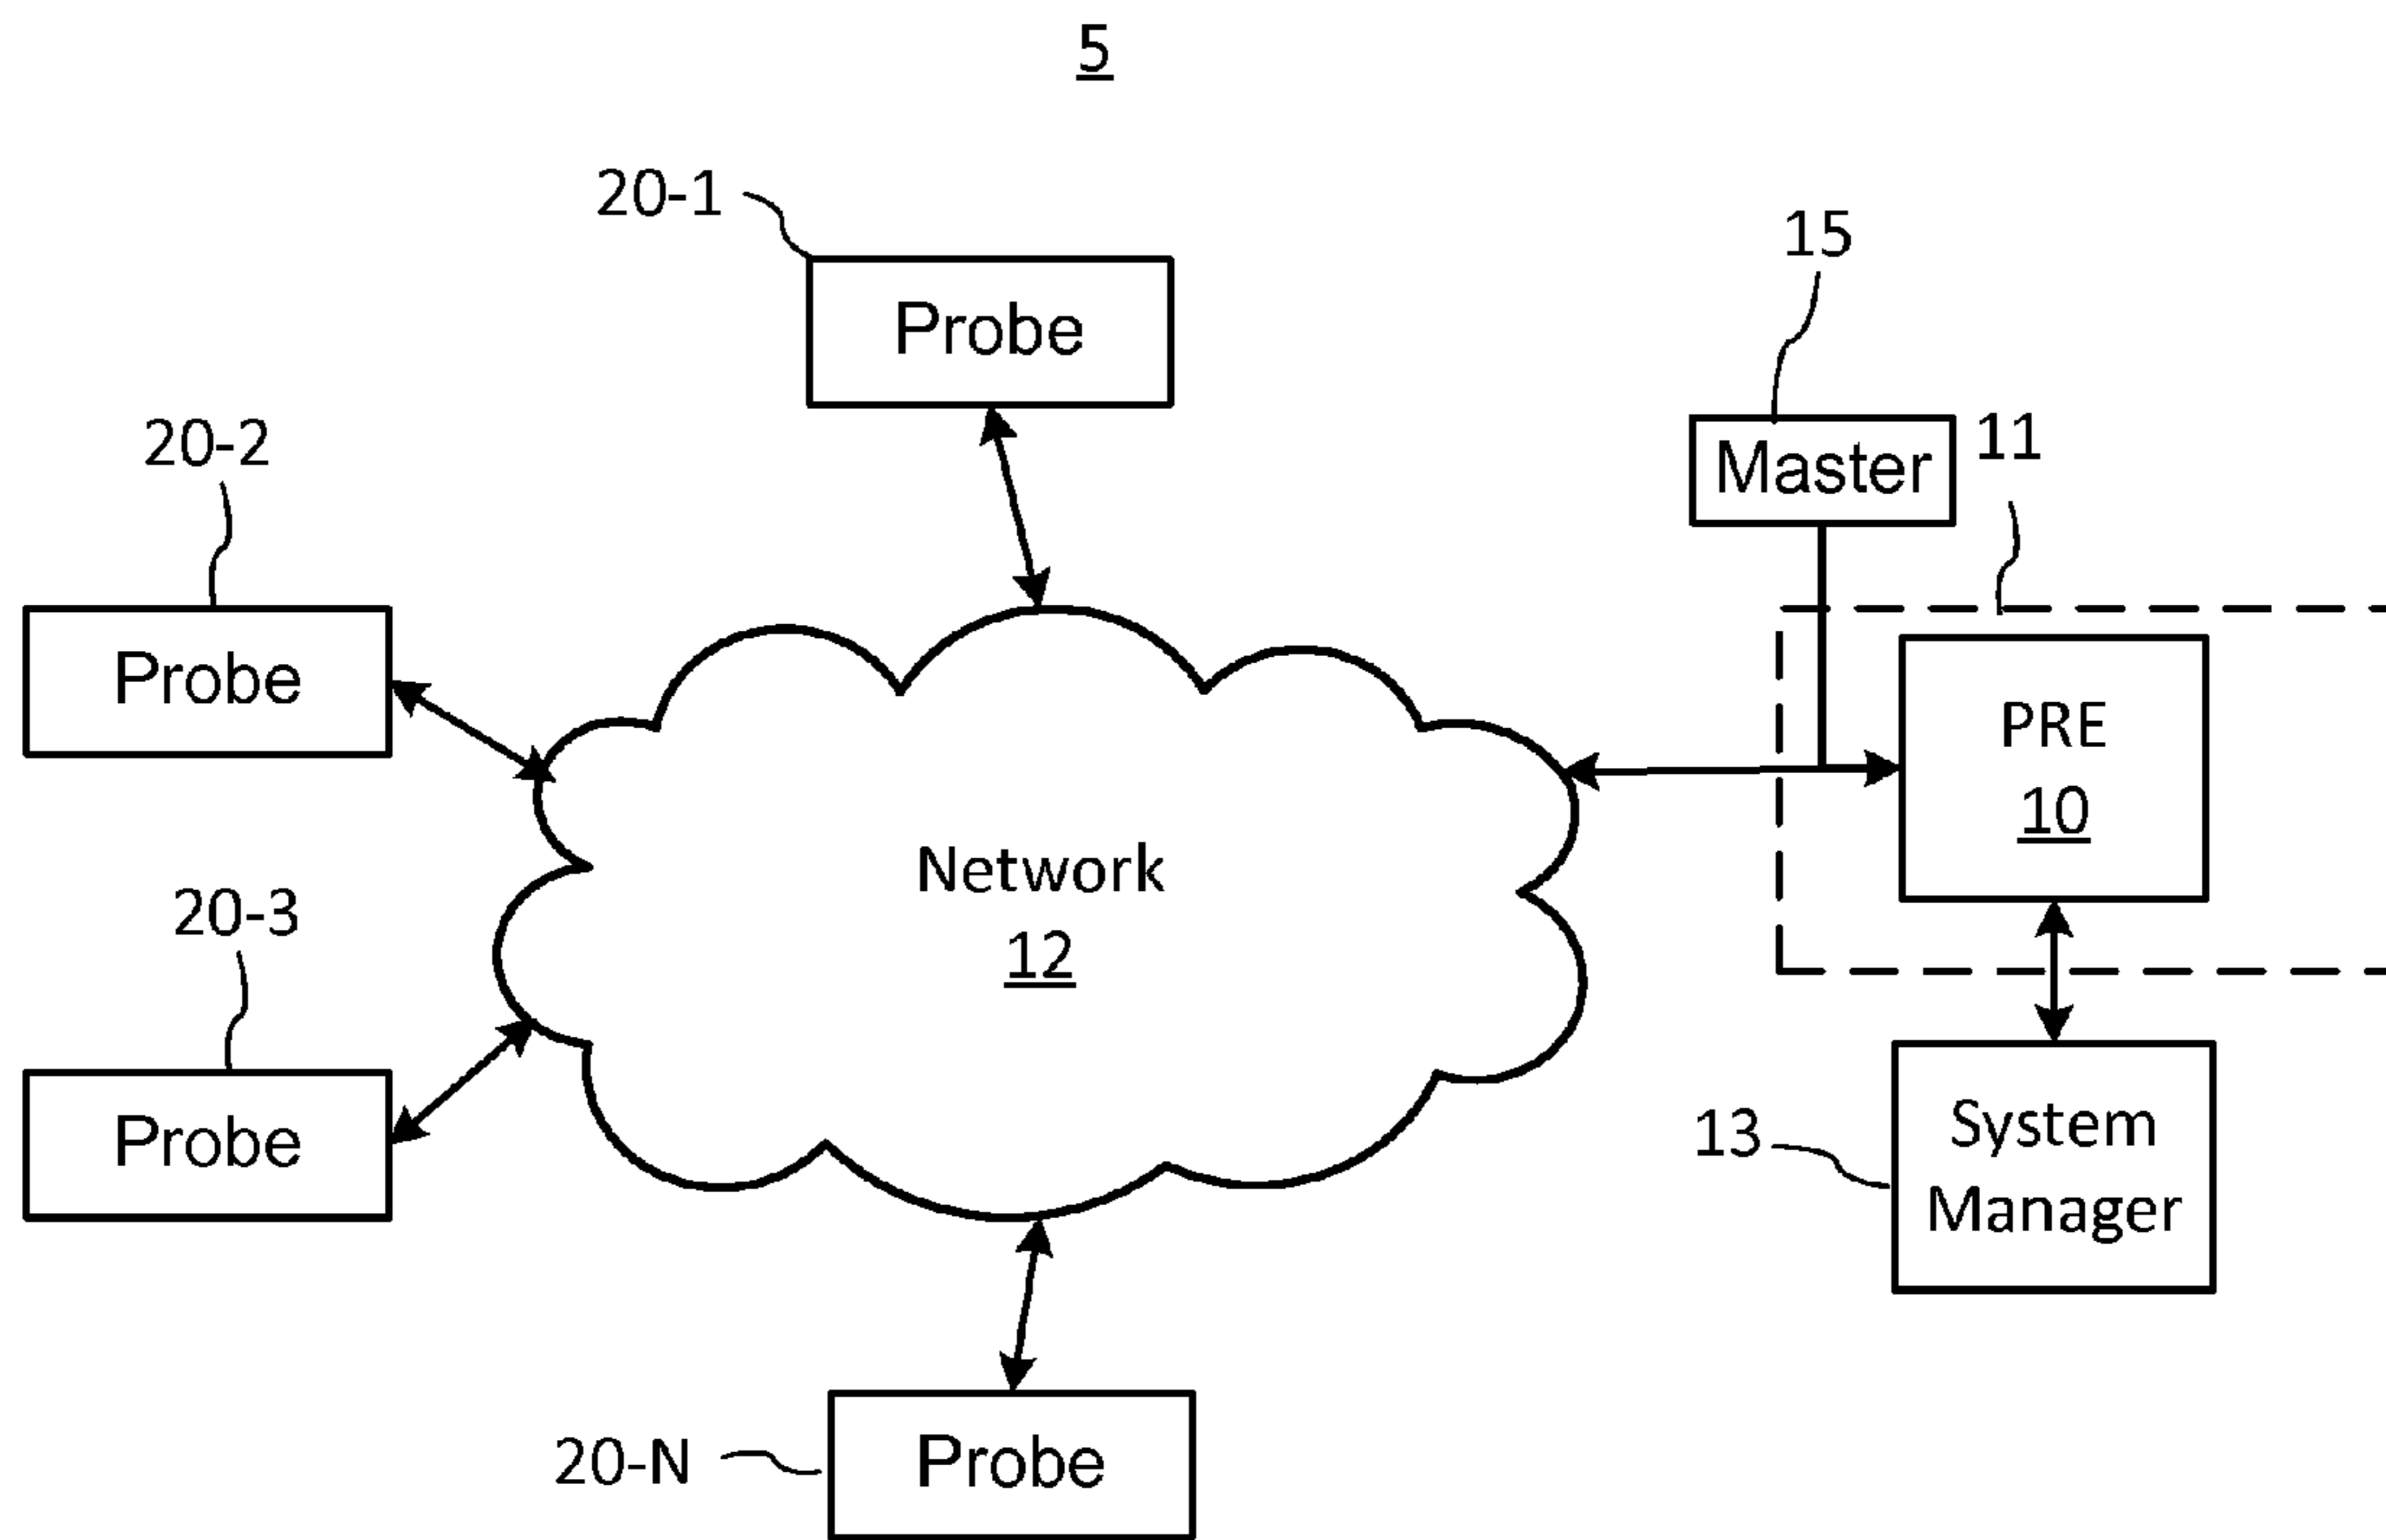 5
20-1
Probe
15
Master
11
20-2
Probe
PRE
10
Network
12
20-3
Probe
13
System
Manager
20-N
Probe